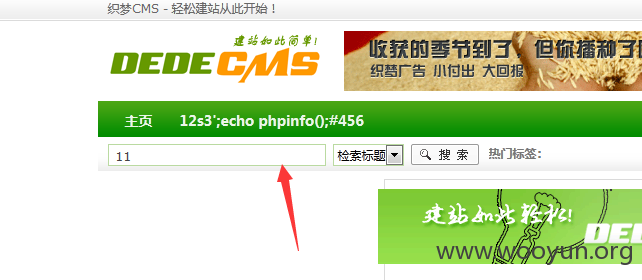 织梦CMS - 轻松建站从此开始！
建站如此简单!
DEDECMS
收获的季节到了，但你播种了
织梦广告 小付出 大回报
主页 12s3';echo phpinfo();#456
11 检索标题 搜 索 热门标签：
建站如此轻松!
DEDE
www.wooyun.org